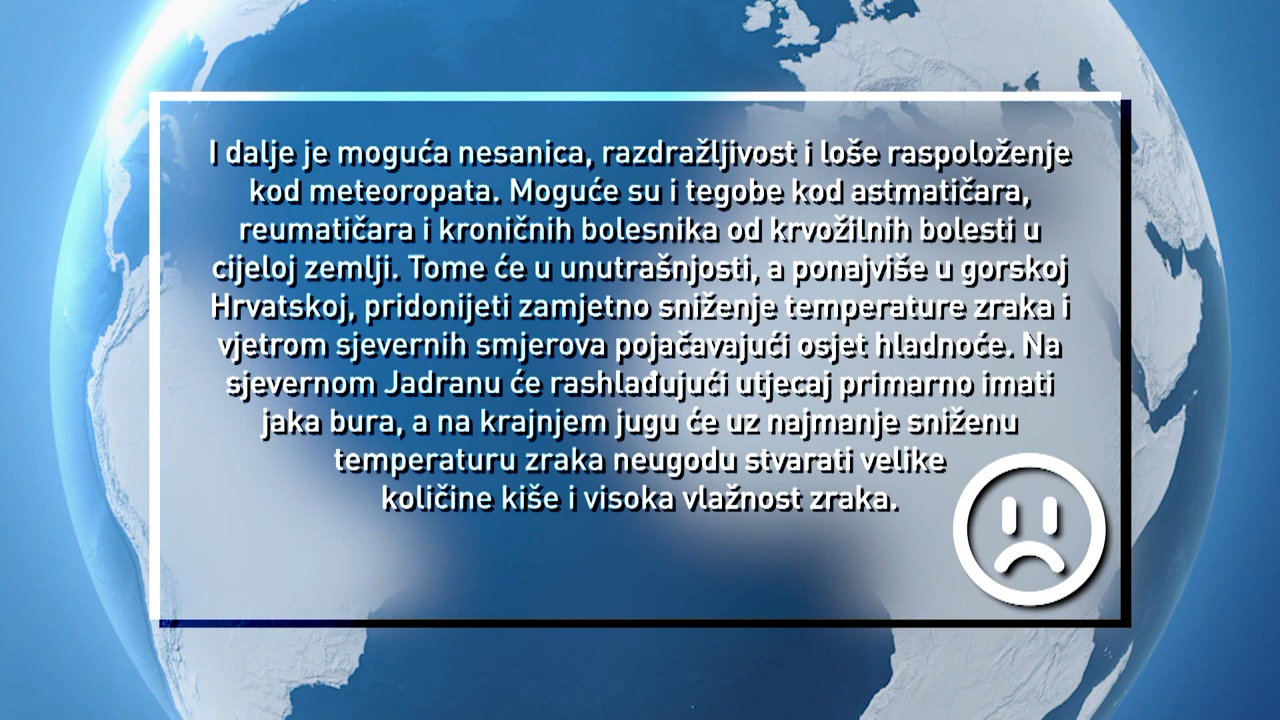 I dalje je moguća nesanica, razdražljivost i loše raspoloženje
kod meteoropata. Moguće su i tegobe kod astmatičara,
reumatičara i kroničnih bolesnika od krvožilnih bolesti u
cijeloj zemlji. Tome će u unutrašnjosti, a ponajviše u gorskoj
Hrvatskoj, pridonijeti zamjetno sniženje temperature zraka i
vjetrom sjevernih smjerova pojačavajući osjet hladnoće. Na
sjevernom Jadranu će rashlađujući utjecaj primarno imati
jaka bura, a na krajnjem jugu će uz najmanje sniženu
temperaturu zraka neugodu stvarati velike
količine kiše i visoka vlažnost zraka.